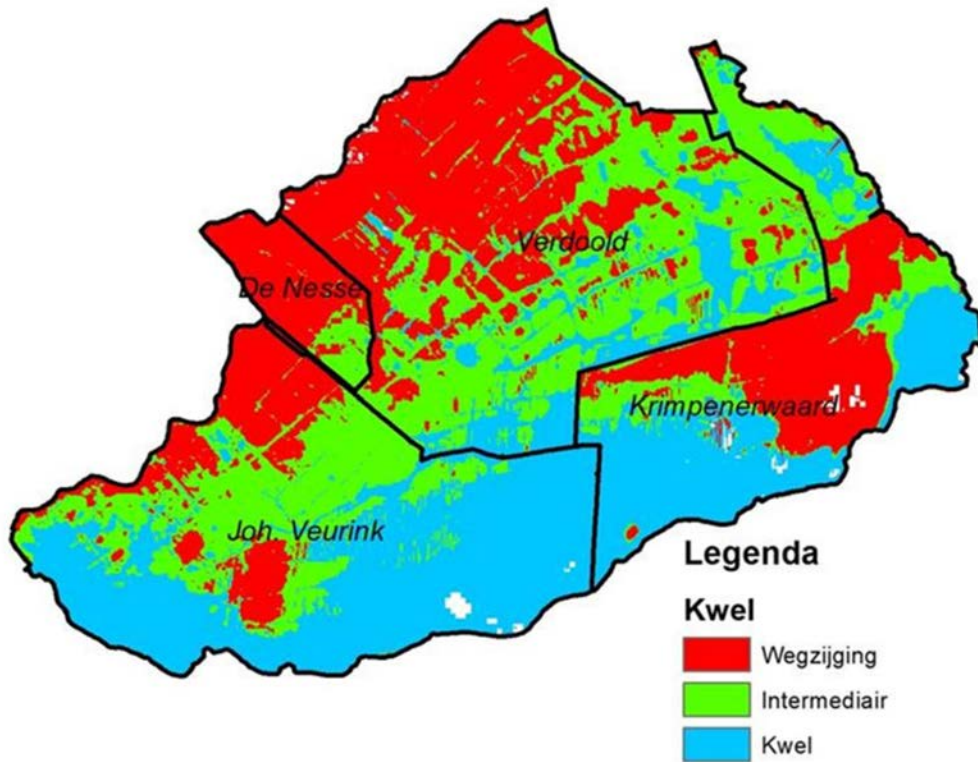 Verdoold
De Nesse
Krimpenerwaard
Joh. Veurink
Legenda
Kwel
Wegzijging
Intermediair
Kwel